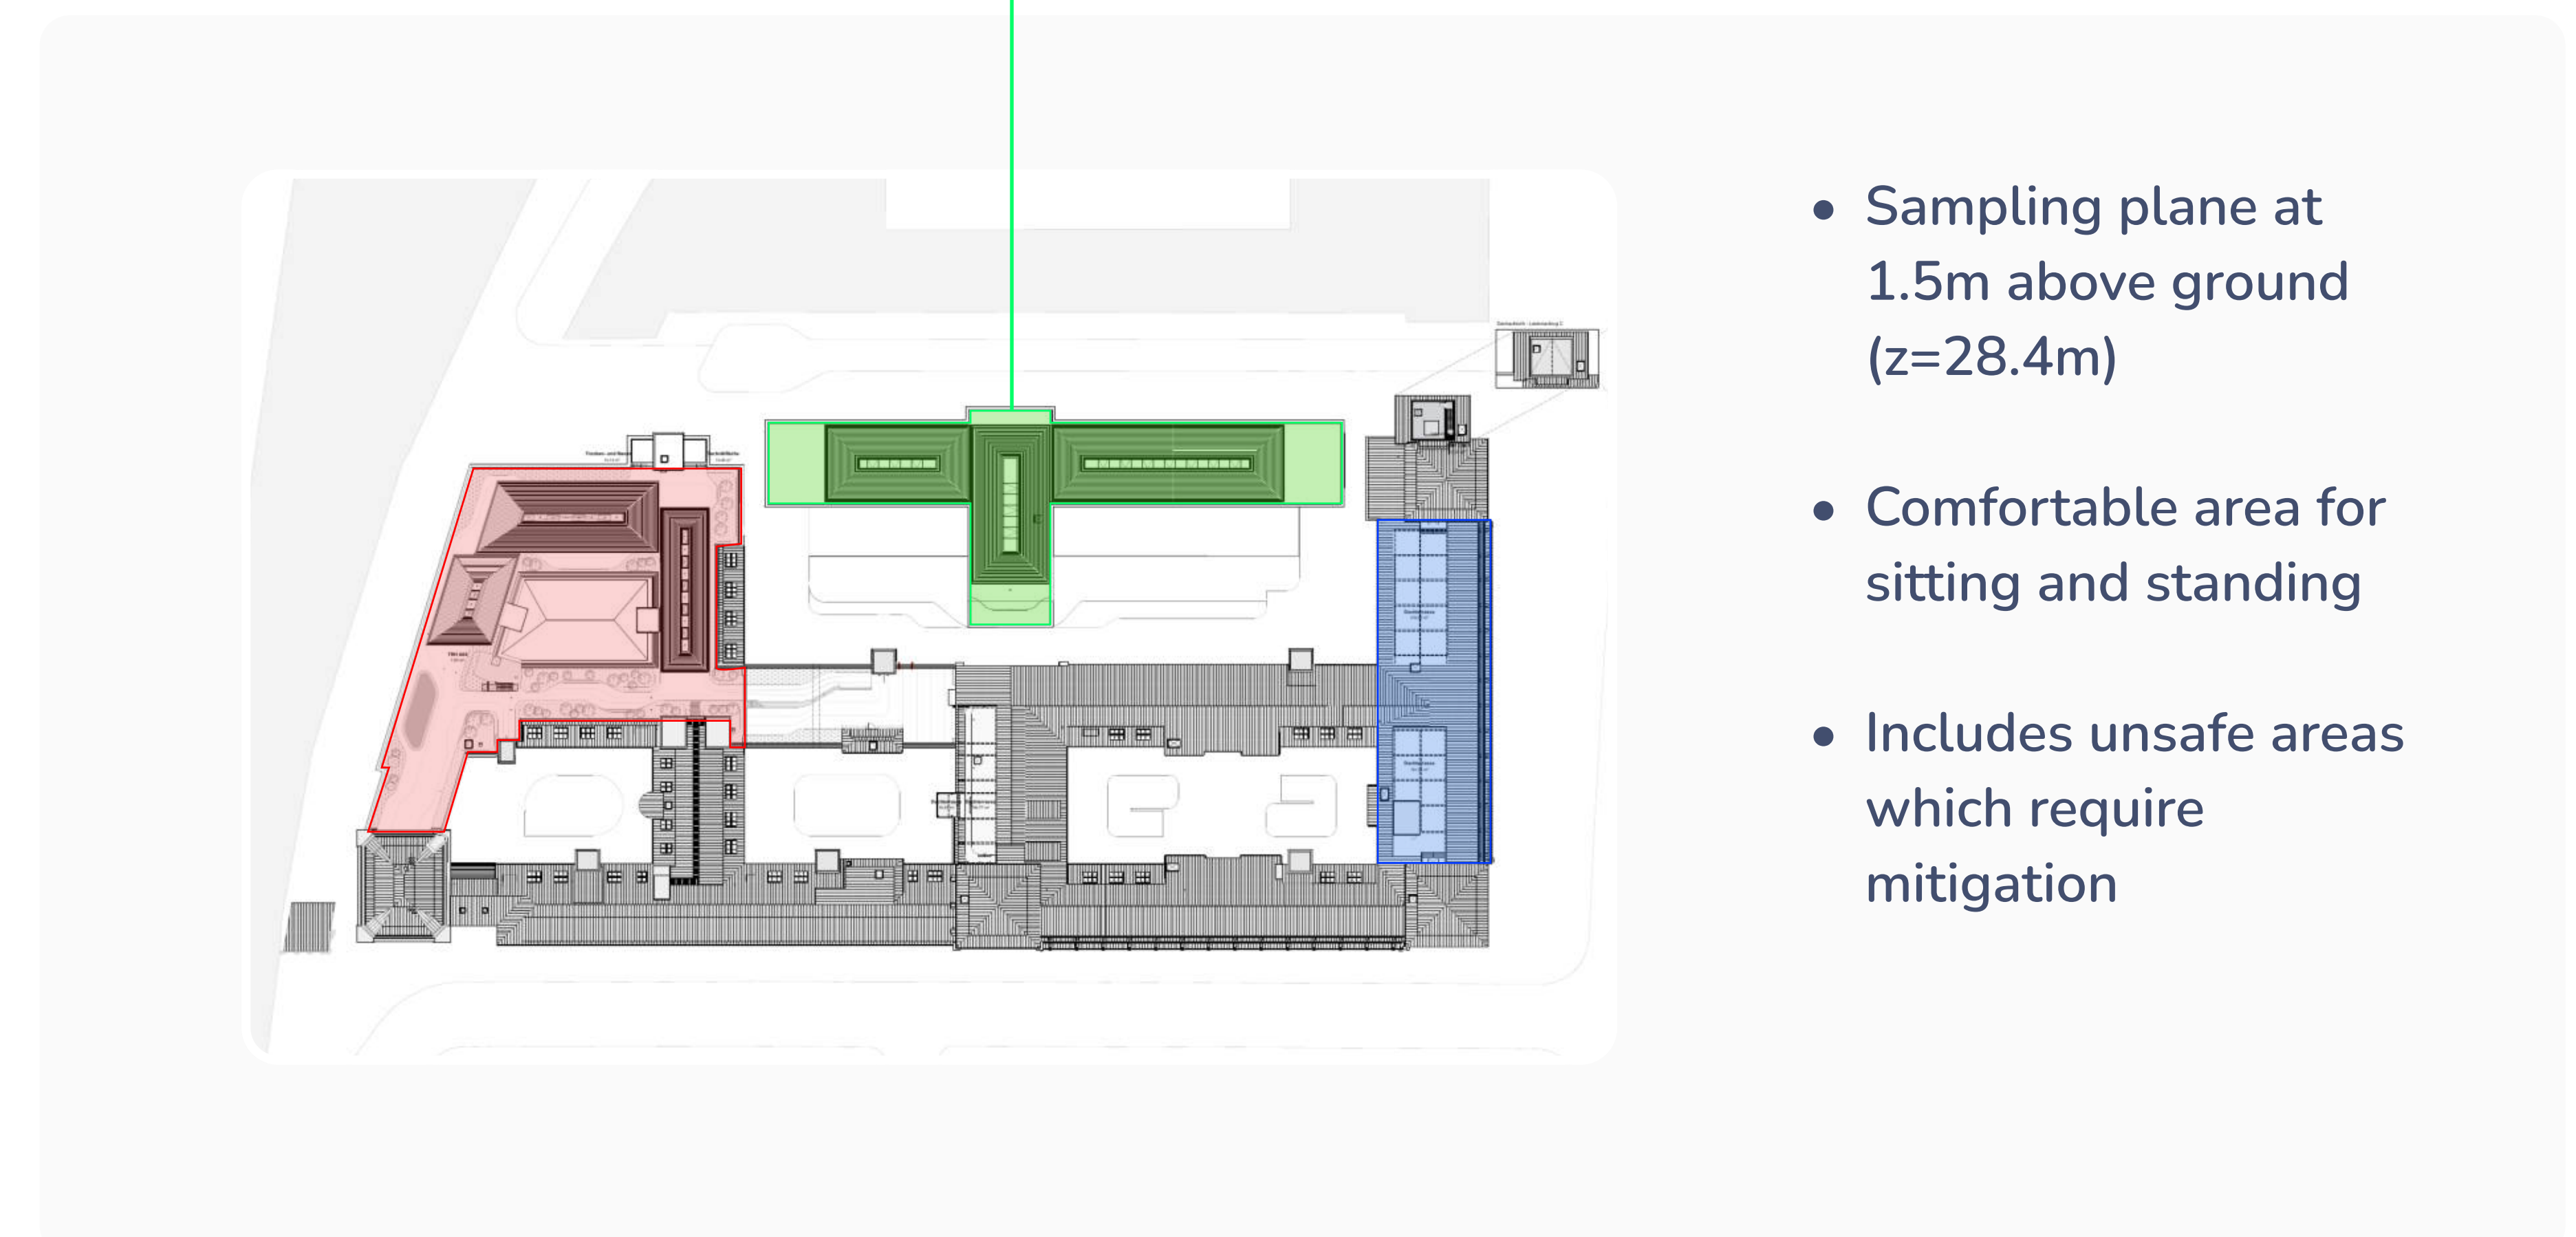 Sampling plane at
1.5m above ground
(z=28.4m)
Comfortable area for
sitting and standing
Includes unsafe areas
which require
mitigation